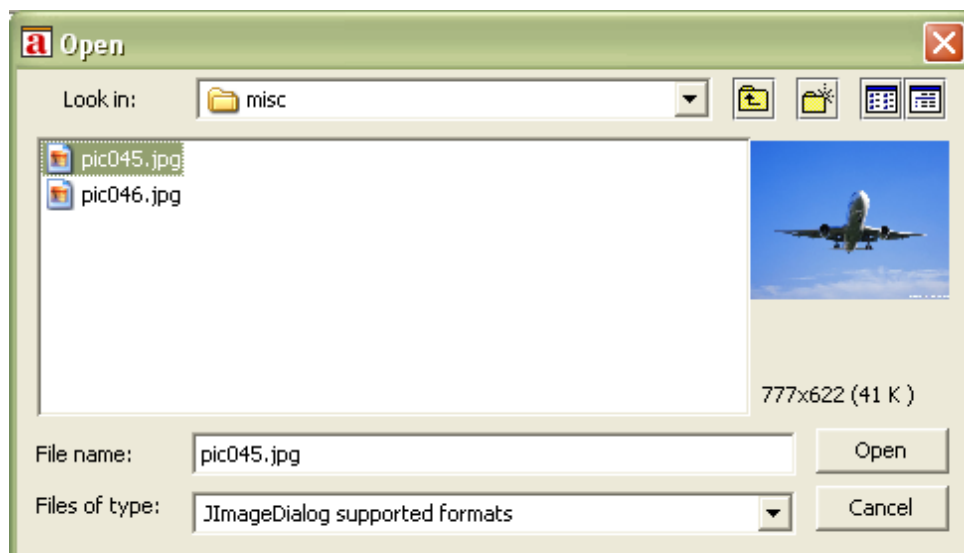 a Open
Look in: misc
pic045.jpg
pic046.jpg
777x622 (41 K )
File name: pic045.jpg Open
Files of type: JImageDialog supported formats Cancel